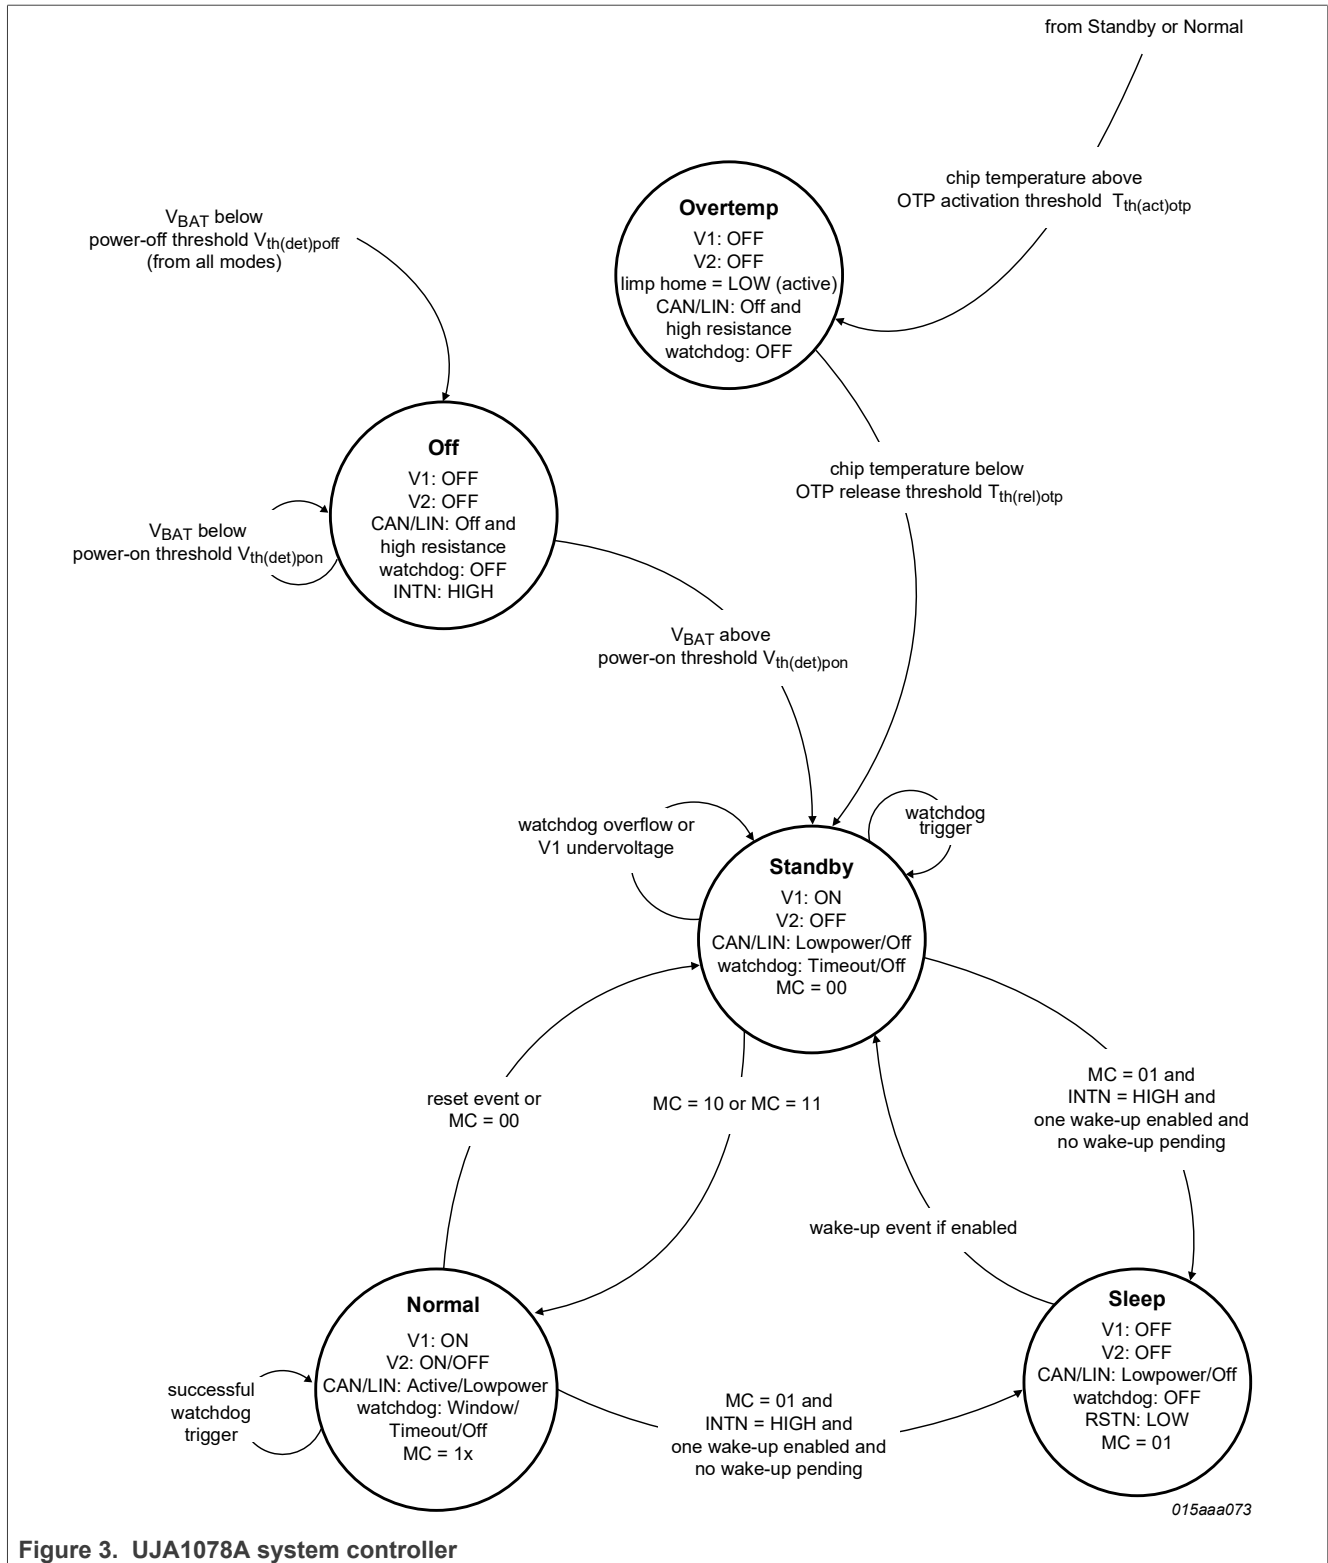 from Standby or Normal
chip temperature above
OTP activation threshold Tth(act)otp
Overtemp
V1: OFF
V2: OFF
limp home = LOW (active)
CAN/LIN: Off and
high resistance
watchdog: OFF
VBAT below
power-off threshold Vth(det)poff
(from all modes)
Off
V1: OFF
V2: OFF
CAN/LIN: Off and
high resistance
watchdog: OFF
INTN: HIGH
VBAT below
power-on threshold Vth(det)pon
chip temperature below
OTP release threshold Tth(rel)otp
VBAT above
power-on threshold Vth(det)pon
watchdog overflow or
V1 undervoltage
watchdog
trigger
Standby
V1: ON
V2: OFF
CAN/LIN: Lowpower/Off
watchdog: Timeout/Off
MC = 00
reset event or
MC = 00
MC = 10 or MC = 11
MC = 01 and
INTN = HIGH and
one wake-up enabled and
no wake-up pending
wake-up event if enabled
Normal
V1: ON
V2: ON/OFF
CAN/LIN: Active/Lowpower
watchdog: Window/
Timeout/Off
MC = 1x
successful
watchdog
trigger
MC = 01 and
INTN = HIGH and
one wake-up enabled and
no wake-up pending
Sleep
V1: OFF
V2: OFF
CAN/LIN: Lowpower/Off
watchdog: OFF
RSTN: LOW
MC = 01
015aaa073
Figure 3. UJA1078A system controller